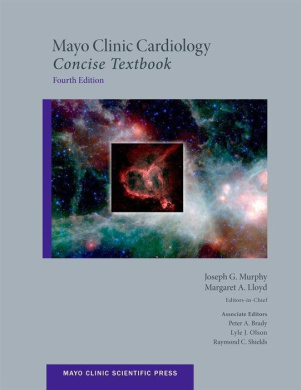 Mayo Clinic Cardiology
Concise Textbook
Fourth Edition
Joseph G. Murphy
Margaret A. Lloyd
Editors-in-Chief
Associate Editors
Peter A. Brady
Lyle J. Olson
Raymond C. Shields
MAYO CLINIC SCIENTIFIC PRESS